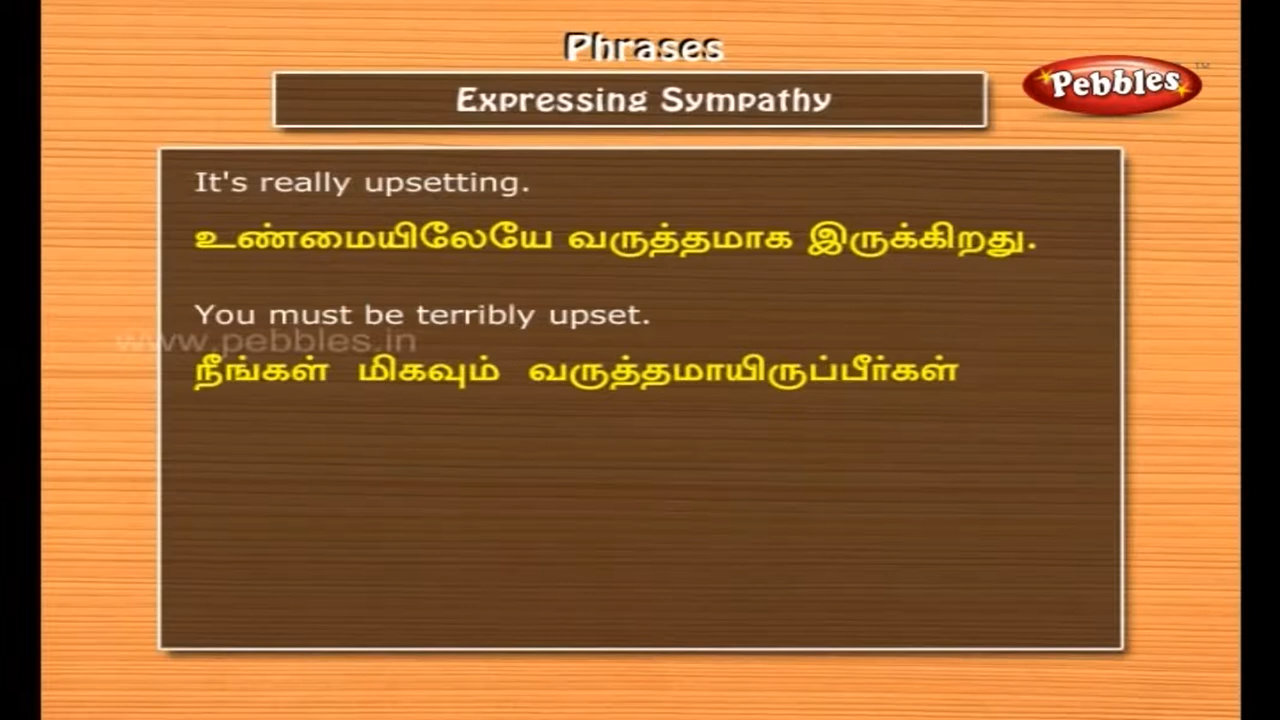 Phrases
Expressing Sympathy
Pebbles™
It's really upsetting.
உண்மையிலேயே வருத்தமாக இருக்கிறது.
You must be terribly upset.
www.pebbles.in
நீங்கள் மிகவும் வருத்தமாயிருப்பீர்கள்